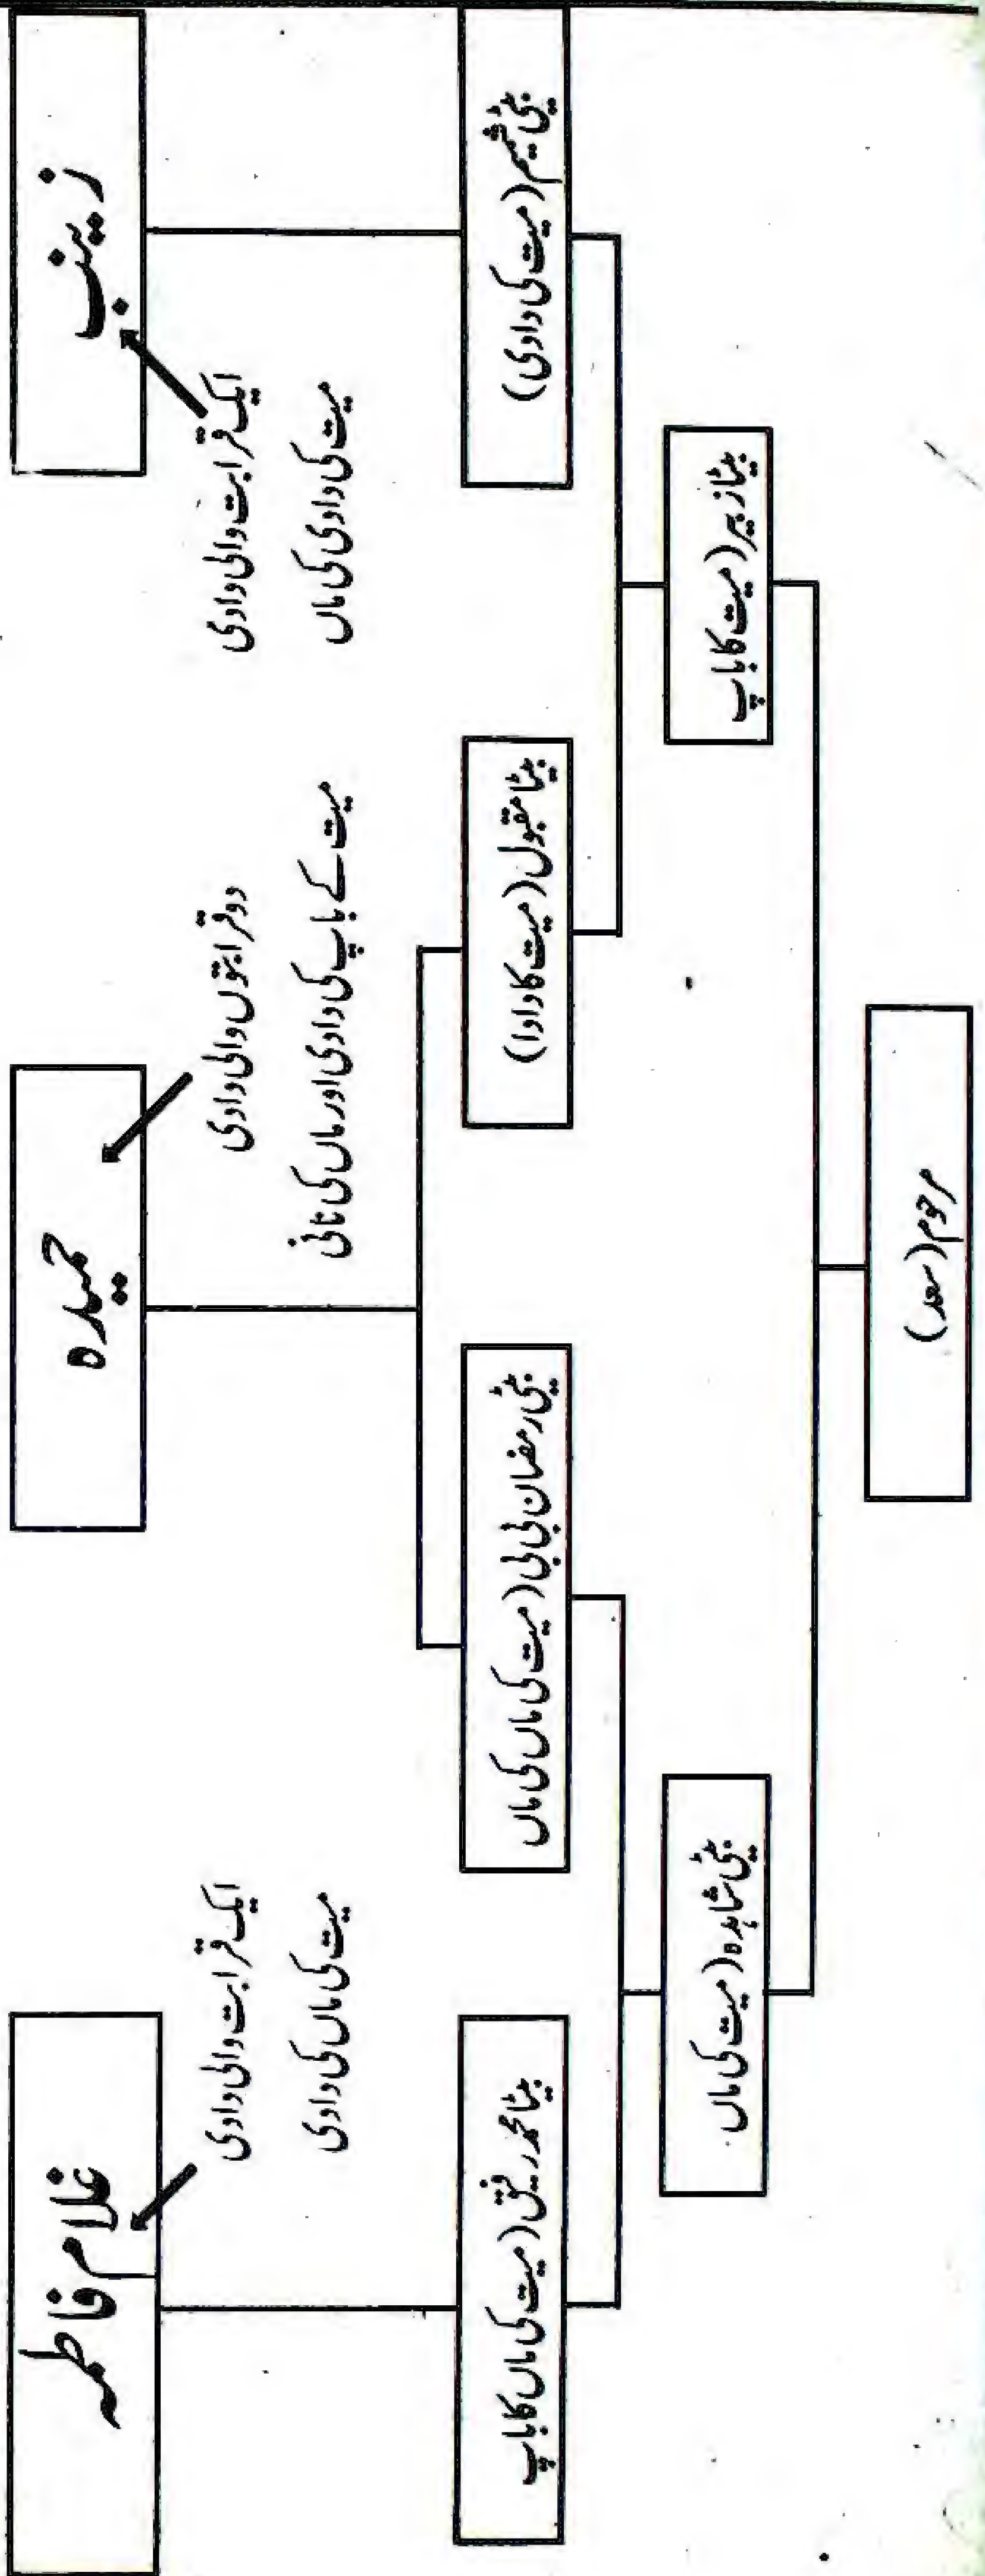 زینب
ایک قرابت والی دادی
میت کی دادی کی ماں
حمیدہ
دو قرابتوں والی دادی
میت کے باپ کی دادی اور ماں کی نانی
غلام فاطمہ
ایک قرابت والی دادی
میت کی ماں کی دادی
بیٹی شمیم (میت کی دادی)
بیٹا مقبول (میت کا دادا)
بیٹی رمضان بی بی (میت کی ماں کی ماں
بیٹا محمد رفیق (میت کی ماں کا باپ
بیٹا زبیر (میت کا باپ
بیٹی شاہدہ (میت کی ماں
مرحوم (سعد)